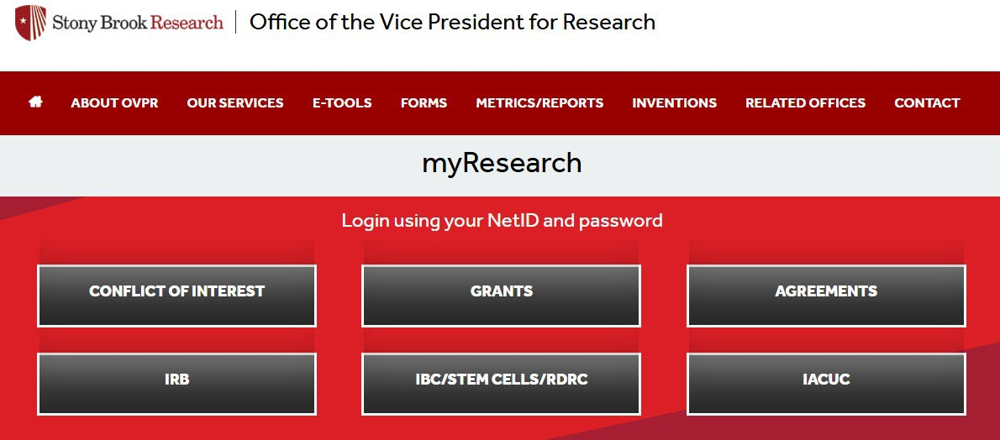 Stony Brook Research | Office of the Vice President for Research
ABOUT OVPR OUR SERVICES E-TOOLS FORMS METRICS/REPORTS INVENTIONS RELATED OFFICES CONTACT
myResearch
Login using your NetID and password
CONFLICT OF INTEREST GRANTS AGREEMENTS
IRB IBC/STEM CELLS/RDRC IACUC